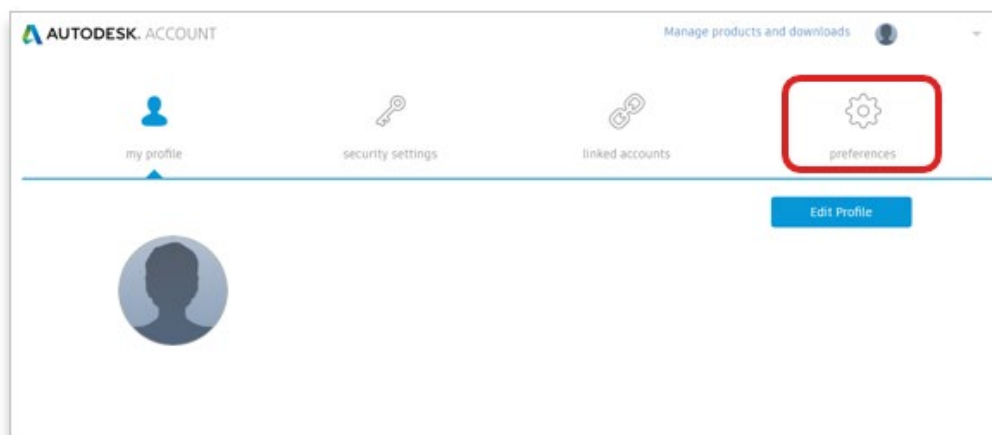 AUTODESK. ACCOUNT
Manage products and downloads
my profile
security settings
linked accounts
preferences
Edit Profile